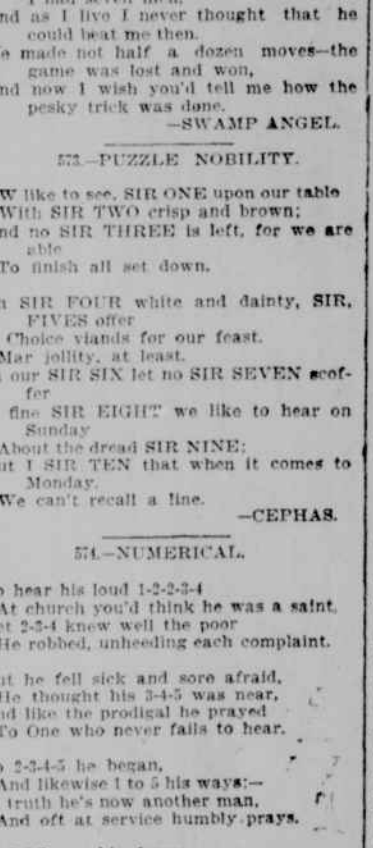 I had seven men,
nd as I live I never thought that he
could beat me then.
e made not half a dozen moves—the
game was lost and won,
nd now I wish you'd tell me how the
pesky trick was done.
—SWAMP ANGEL.
573.—PUZZLE NOBILITY.
W like to see, SIR ONE upon our table
With SIR TWO crisp and brown;
nd no SIR THREE is left, for we are
able
To finish all set down.
n SIR FOUR white and dainty, SIR,
FIVES offer
Choice viands for our feast.
Mar jollity, at least.
our SIR SIX let no SIR SEVEN scof-
fer
fine SIR EIGHT we like to hear on
Sunday
About the dread SIR NINE;
ut I SIR TEN that when it comes to
Monday.
We can't recall a line.
—CEPHAS.
574.—NUMERICAL.
o hear his loud 1-2-2-3-4
At church you'd think he was a saint,
et 2-3-4 knew well the poor
He robbed, unheeding each complaint.
ut he fell sick and sore afraid,
He thought his 3-4-5 was near,
nd like the prodigal he prayed
To One who never fails to hear.
o 2-3-4-5 he began,
And likewise 1 to 5 his ways:—
truth he's now another man,
And oft at service humbly prays.